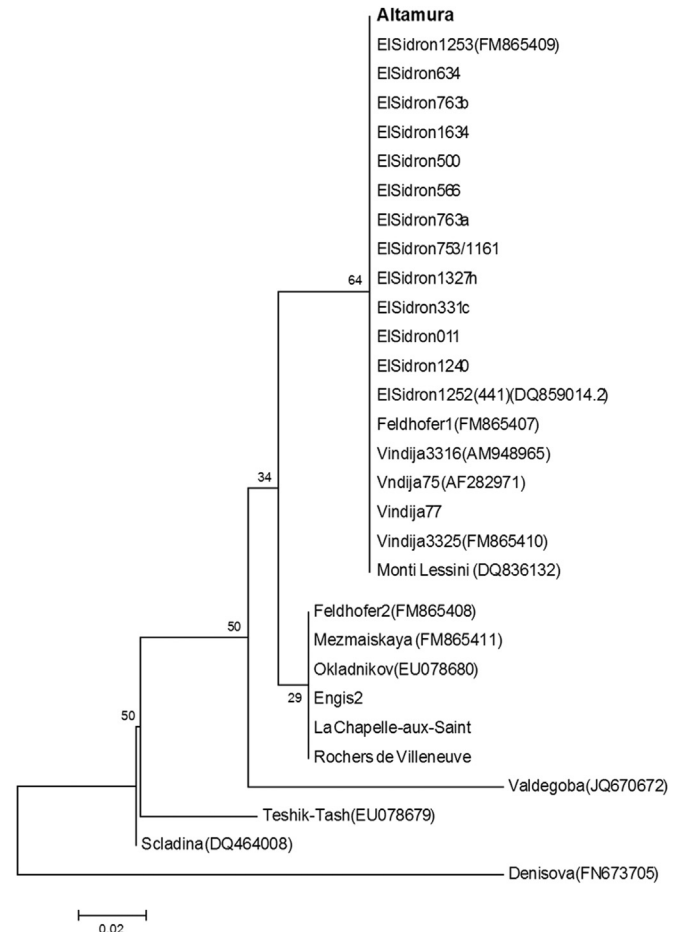 Altamura
ElSidron1253(FM865409)
ElSidron634
ElSidron763b
ElSidron1634
ElSidron500
ElSidron566
ElSidron763a
ElSidron753/1161
64
ElSidron1327h
ElSidron331c
ElSidron011
ElSidron1240
ElSidron1252(441)(DQ859014.2)
Feldhofer1(FM865407)
Vindija3316(AM948965)
34
Vndija75(AF282971)
Vindija77
Vindija3325(FM865410)
Monti Lessini (DQ836132)
Feldhofer2(FM865408)
50
Mezmaiskaya (FM865411)
Okladnikov(EU078680)
29
Engis2
50
La Chapelle-aux-Saint
Rochers de Villeneuve
Valdegoba(JQ670672)
Teshik-Tash(EU078679)
Scladina(DQ464008)
Denisova(FN673705)
0.02